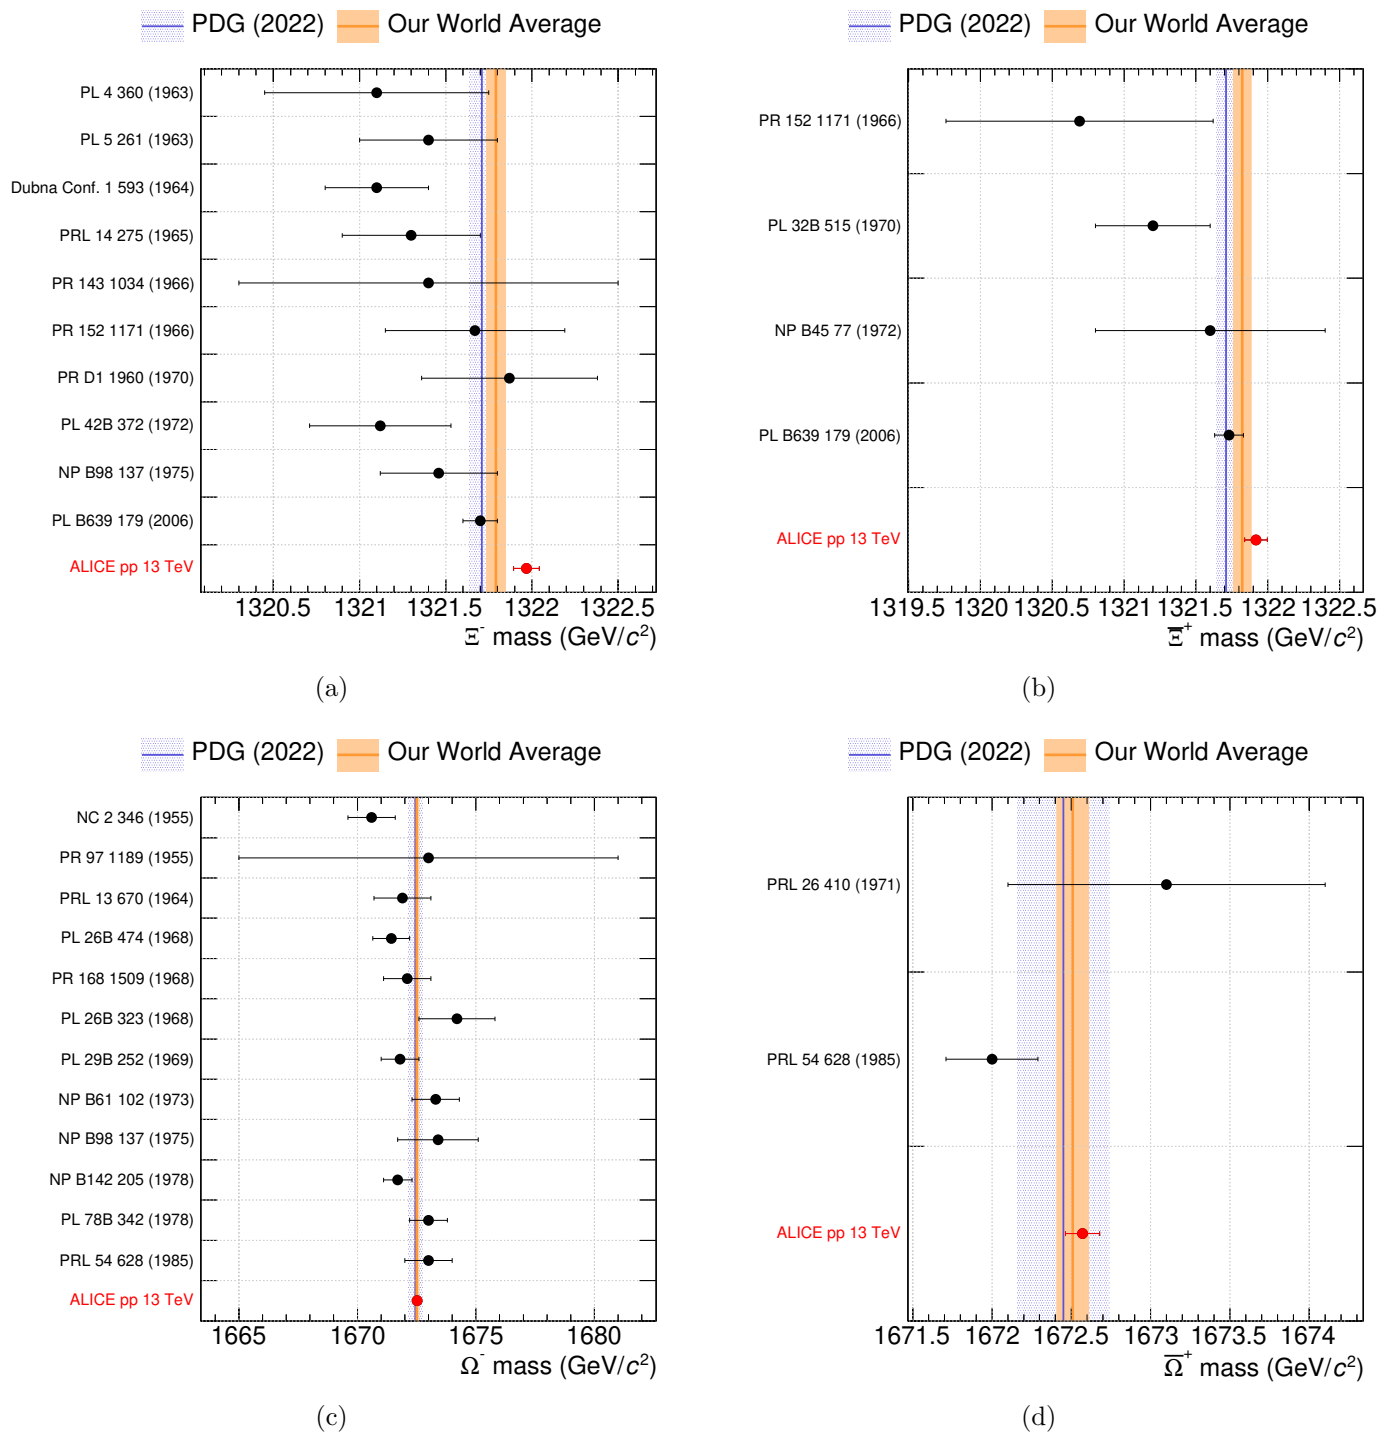 PDG (2022) Our World Average
PL 4 360 (1963)
PL 5 261 (1963)
Dubna Conf. 1 593 (1964)
PRL 14 275 (1965)
PR 143 1034 (1966)
PR 152 1171 (1966)
PR D1 1960 (1970)
PL 42B 372 (1972)
NP B98 137 (1975)
PL B639 179 (2006)
ALICE pp 13 TeV
1320.5 1321 1321.5 1322 1322.5
Ξ⁻ mass (GeV/c²)
(a)
PDG (2022) Our World Average
PR 152 1171 (1966)
PL 32B 515 (1970)
NP B45 77 (1972)
PL B639 179 (2006)
ALICE pp 13 TeV
1319.5 1320 1320.5 1321 1321.5 1322 1322.5
Ξ̅⁺ mass (GeV/c²)
(b)
PDG (2022) Our World Average
NC 2 346 (1955)
PR 97 1189 (1955)
PRL 13 670 (1964)
PL 26B 474 (1968)
PR 168 1509 (1968)
PL 26B 323 (1968)
PL 29B 252 (1969)
NP B61 102 (1973)
NP B98 137 (1975)
NP B142 205 (1978)
PL 78B 342 (1978)
PRL 54 628 (1985)
ALICE pp 13 TeV
1665 1670 1675 1680
Ω⁻ mass (GeV/c²)
(c)
PDG (2022) Our World Average
PRL 26 410 (1971)
PRL 54 628 (1985)
ALICE pp 13 TeV
1671.5 1672 1672.5 1673 1673.5 1674
Ω̅⁺ mass (GeV/c²)
(d)